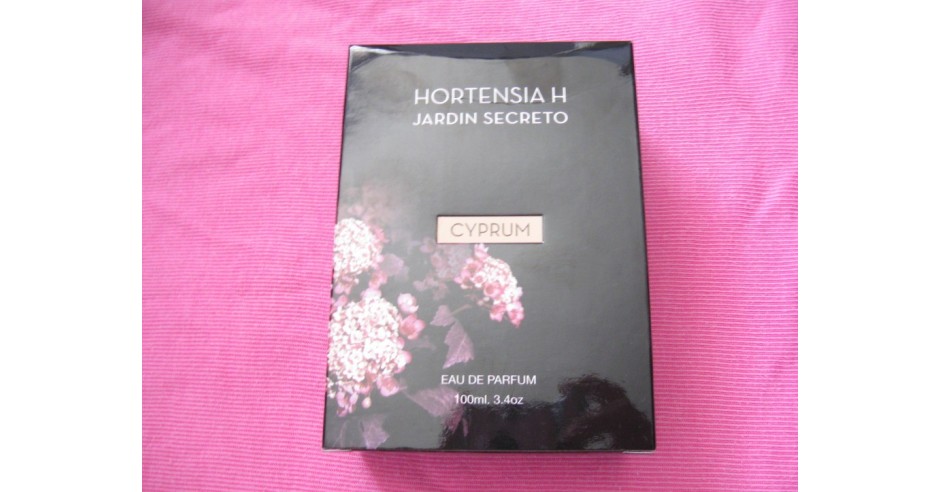 HORTENSIA H
JARDIN SECRETO
CYPRUM
EAU DE PARFUM
100ml. 3.4oz